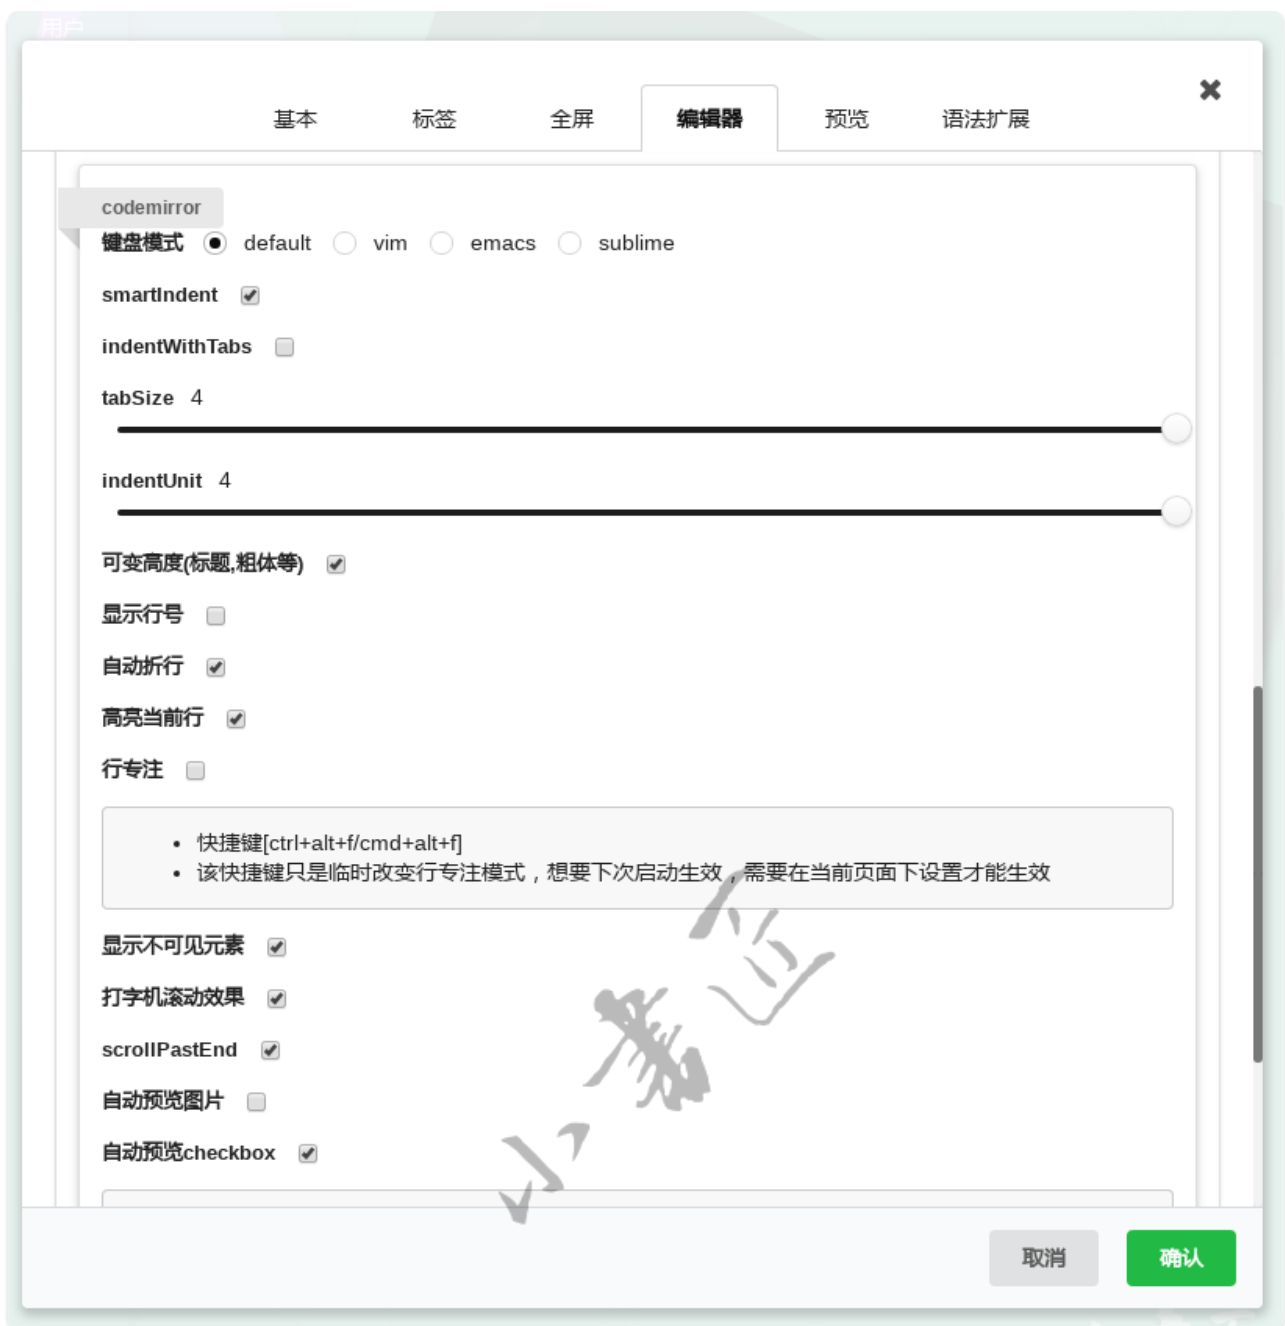 用户
基本 标签 全屏 编辑器 预览 语法扩展
codemirror
键盘模式 default vim emacs sublime
smartIndent
indentWithTabs
tabSize 4
indentUnit 4
可变高度(标题,粗体等)
显示行号
自动折行
高亮当前行
行专注
快捷键[ctrl+alt+f/cmd+alt+f]
该快捷键只是临时改变行专注模式，想要下次启动生效，需要在当前页面下设置才能生效
显示不可见元素
打字机滚动效果
scrollPastEnd
自动预览图片
自动预览checkbox
取消 确认